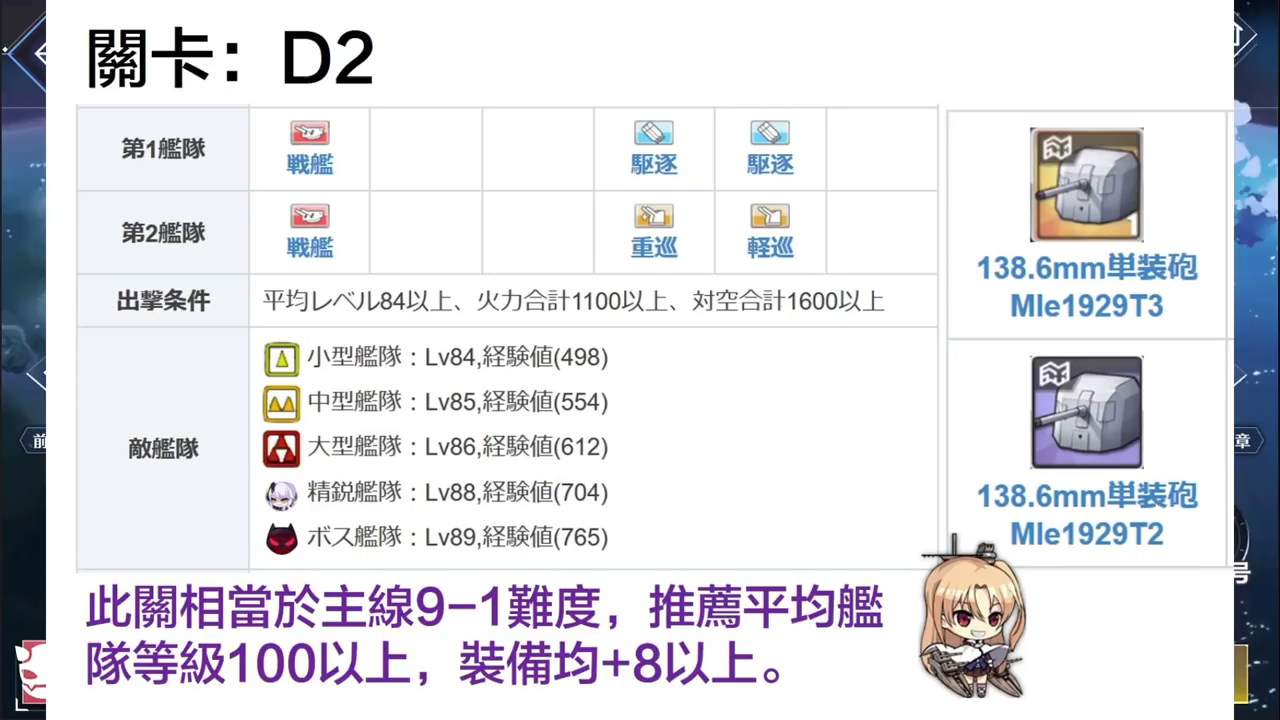 關卡：D2
第1艦隊
戦艦
駆逐
駆逐
第2艦隊
戦艦
重巡
軽巡
出撃条件
平均レベル84以上、火力合計1100以上、対空合計1600以上
敵艦隊
小型艦隊：Lv84,経験値(498)
中型艦隊：Lv85,経験値(554)
大型艦隊：Lv86,経験値(612)
精鋭艦隊：Lv88,経験値(704)
ボス艦隊：Lv89,経験値(765)
138.6mm単装砲
Mle1929T3
138.6mm単装砲
Mle1929T2
此關相當於主線9-1難度，推薦平均艦
隊等級100以上，裝備均+8以上。
前
章
号